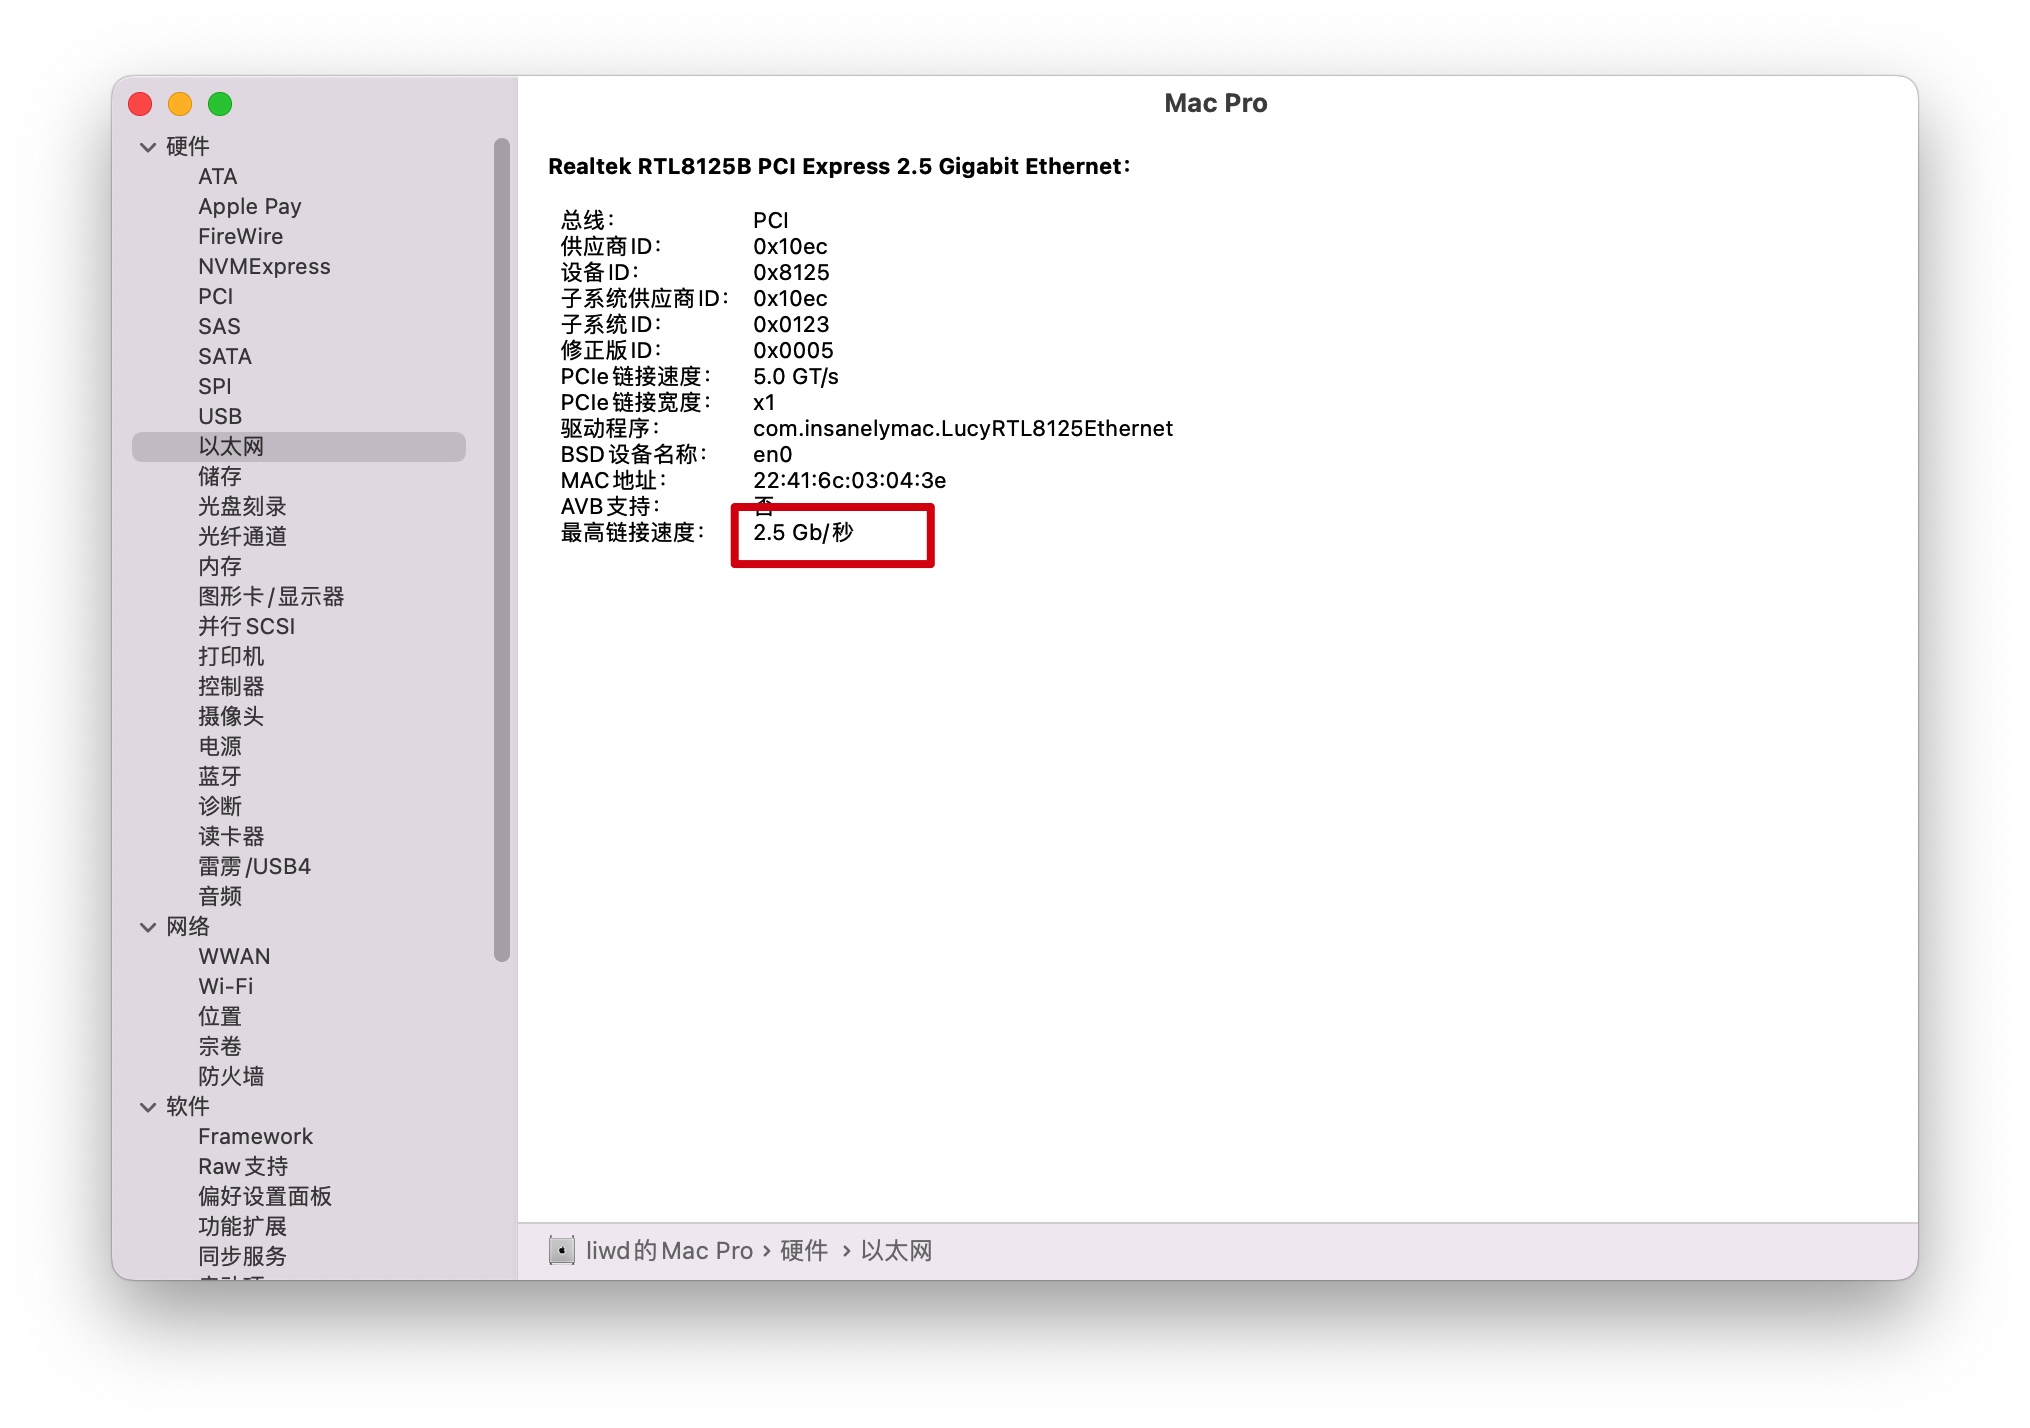 硬件
ATA
Apple Pay
FireWire
NVMExpress
PCI
SAS
SATA
SPI
USB
以太网
储存
光盘刻录
光纤通道
内存
图形卡/显示器
并行SCSI
打印机
控制器
摄像头
电源
蓝牙
诊断
读卡器
雷雳/USB4
音频
网络
WWAN
Wi-Fi
位置
宗卷
防火墙
软件
Framework
Raw支持
偏好设置面板
功能扩展
同步服务
Mac Pro
Realtek RTL8125B PCI Express 2.5 Gigabit Ethernet：
总线： PCI
供应商ID： 0x10ec
设备ID： 0x8125
子系统供应商ID： 0x10ec
子系统ID： 0x0123
修正版ID： 0x0005
PCIe链接速度： 5.0 GT/s
PCIe链接宽度： x1
驱动程序： com.insanelymac.LucyRTL8125Ethernet
BSD设备名称： en0
MAC地址： 22:41:6c:03:04:3e
AVB支持： 否
最高链接速度： 2.5 Gb/秒
liwd的Mac Pro › 硬件 › 以太网